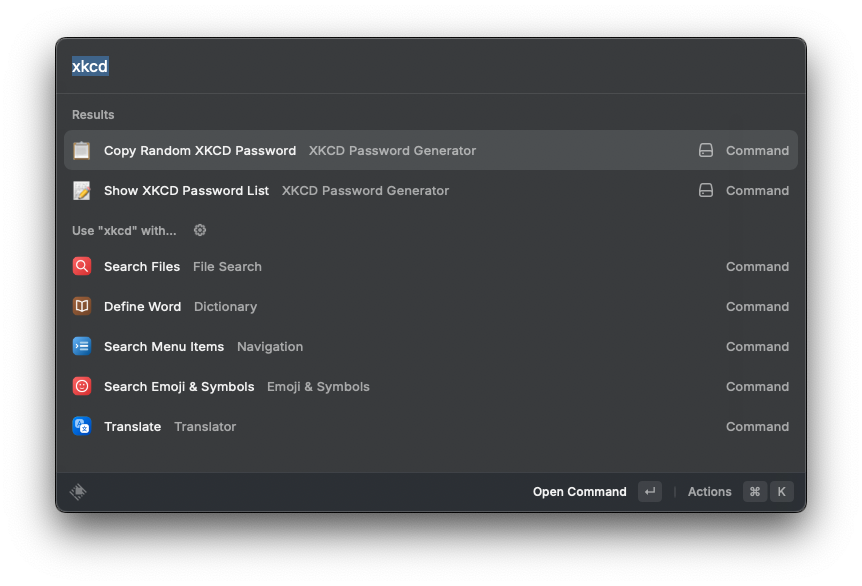 xkcd
Results
Copy Random XKCD Password XKCD Password Generator Command
Show XKCD Password List XKCD Password Generator Command
Use "xkcd" with...
Search Files File Search Command
Define Word Dictionary Command
Search Menu Items Navigation Command
Search Emoji & Symbols Emoji & Symbols Command
Translate Translator Command
Open Command ↵ | Actions ⌘ K